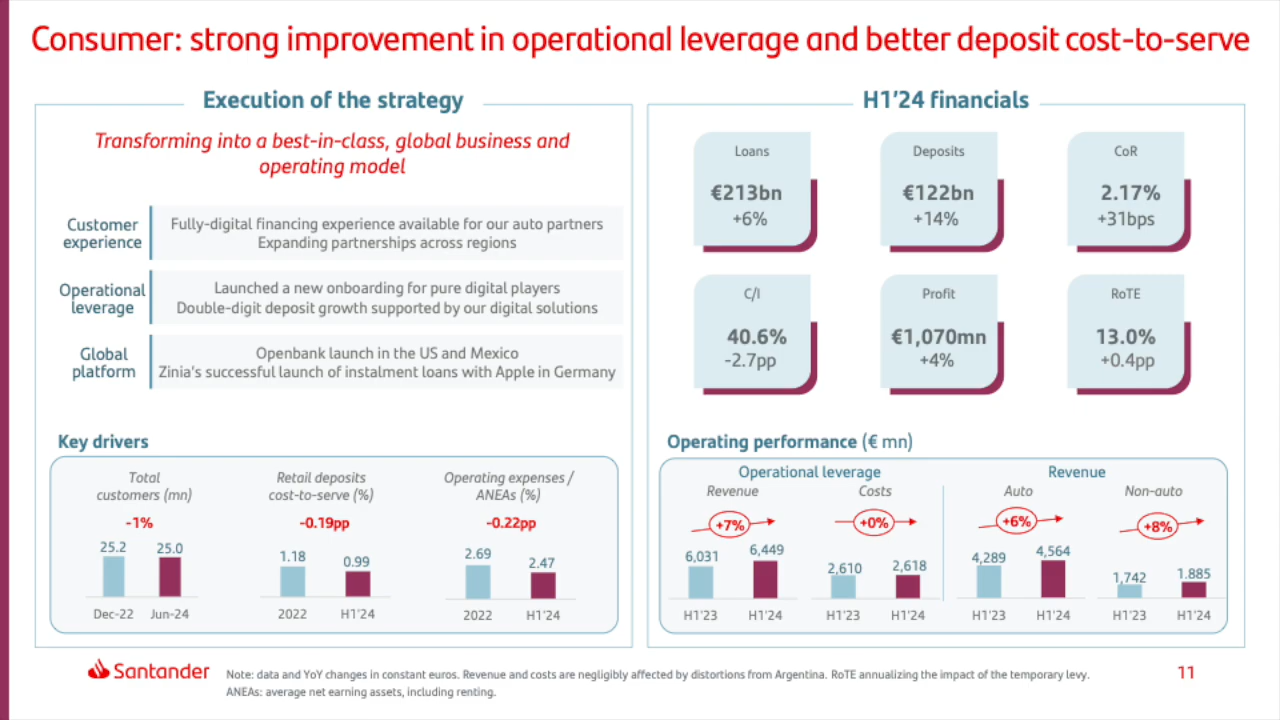 Consumer: strong improvement in operational leverage and better deposit cost-to-serve
Execution of the strategy
Transforming into a best-in-class, global business and
operating model
Customer
experience
Fully-digital financing experience available for our auto partners
Expanding partnerships across regions
Operational
leverage
Launched a new onboarding for pure digital players
Double-digit deposit growth supported by our digital solutions
Global
platform
Openbank launch in the US and Mexico
Zinia's successful launch of instalment loans with Apple in Germany
Key drivers
Total
customers (mn)
-1%
25.2 25.0
Dec-22 Jun-24
Retail deposits
cost-to-serve (%)
-0.19pp
1.18 0.99
2022 H1'24
Operating expenses /
ANEAs (%)
-0.22pp
2.69 2.47
2022 H1'24
H1'24 financials
Loans
€213bn
+6%
Deposits
€122bn
+14%
CoR
2.17%
+31bps
C/I
40.6%
-2.7pp
Profit
€1,070mn
+4%
RoTE
13.0%
+0.4pp
Operating performance (€ mn)
Operational leverage
Revenue
+7%
6,031 6,449
H1'23 H1'24
Costs
+0%
2,610 2,618
H1'23 H1'24
Revenue
Auto
+6%
4,289 4,564
H1'23 H1'24
Non-auto
+8%
1,742 1.885
H1'23 H1'24
Santander
Note: data and YoY changes in constant euros. Revenue and costs are negligibly affected by distortions from Argentina. RoTE annualizing the impact of the temporary levy.
ANEAs: average net earning assets, including renting.
11